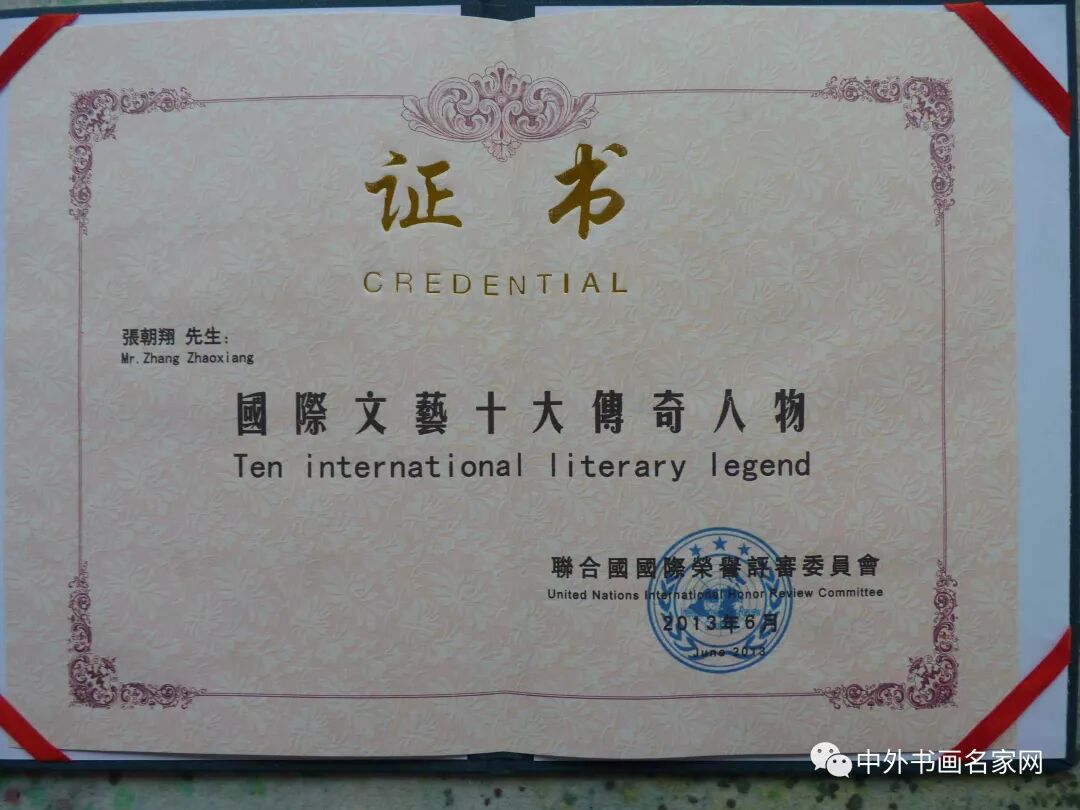 证 书
CREDENTIAL
張朝翔 先生:
Mr.Zhang Zhaoxiang
國際文藝十大傳奇人物
Ten international literary legend
聯合國國際榮譽評審委員會
United Nations International Honor Review Committee
2013年6月
June 2013
中外书画名家网